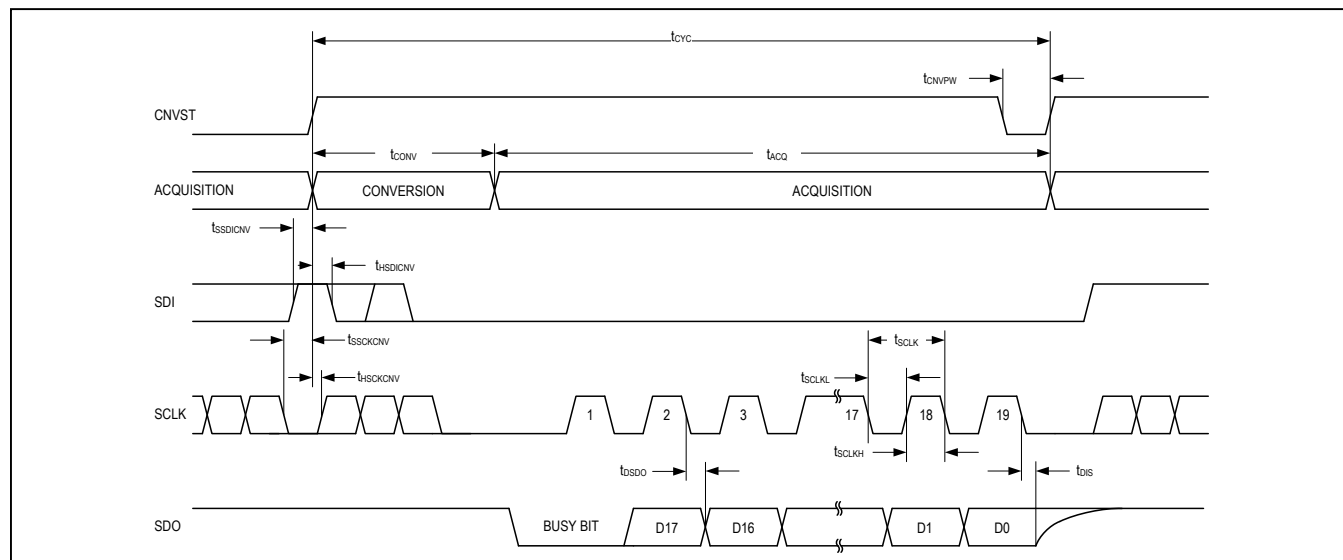 tCYC
tCNVPW
CNVST
tCONV
tACQ
ACQUISITION CONVERSION ACQUISITION
tSSDICNV
tHSDICNV
SDI
tSSCKCNV
tSCLK
tHSCKCNV
tSCLKL
SCLK 1 2 3 17 18 19
tDSDO
tSCLKH
tDIS
SDO BUSY BIT D17 D16 D1 D0